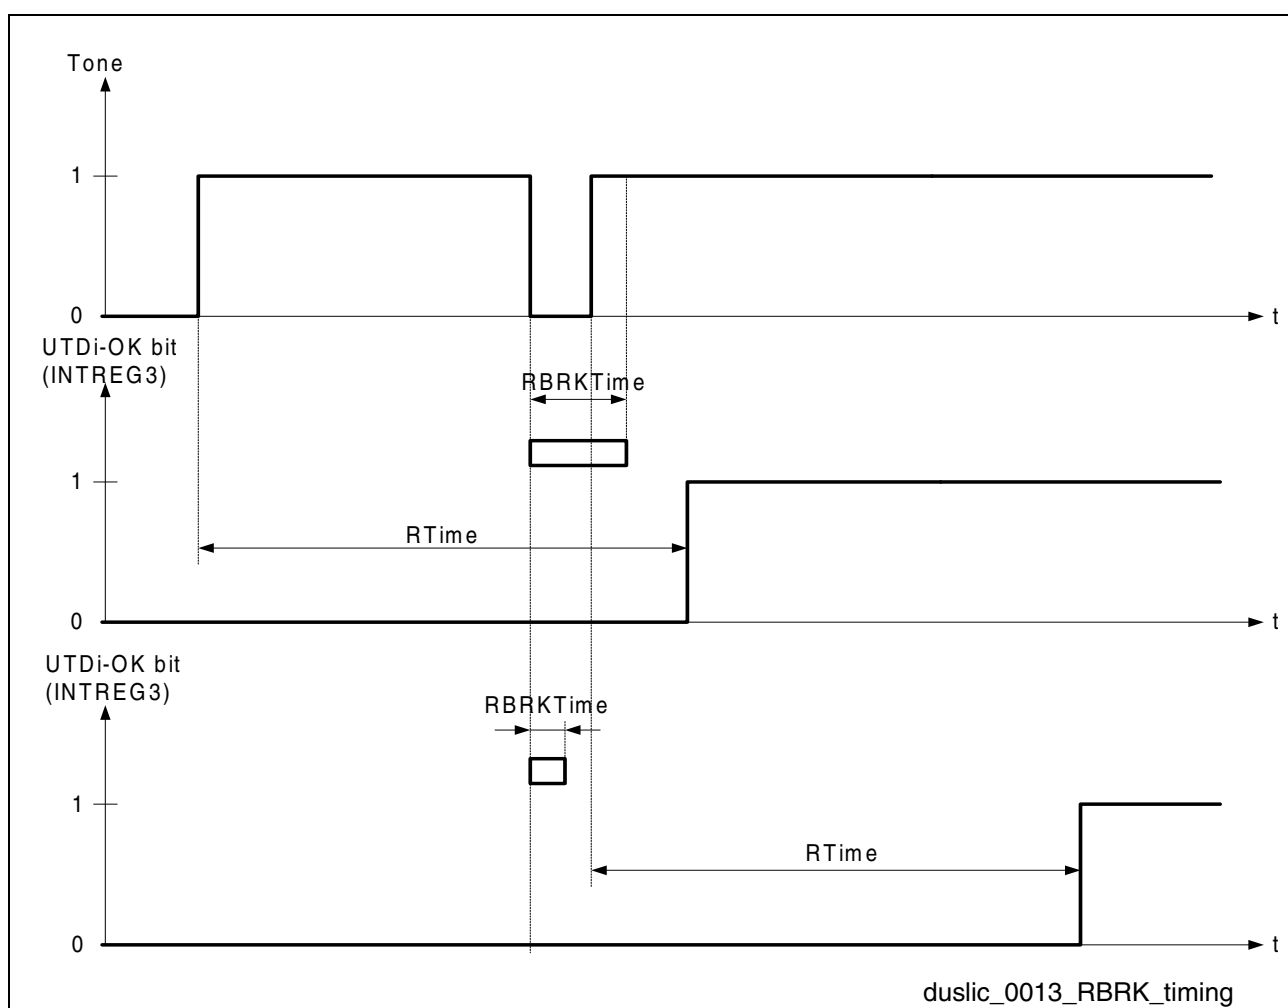 Tone
1
0
t
UTDi-OK bit
(INTREG3)
RBRKTime
1
RTime
0
t
UTDi-OK bit
(INTREG3)
RBRKTime
1
RTime
0
t
duslic_0013_RBRK_timing